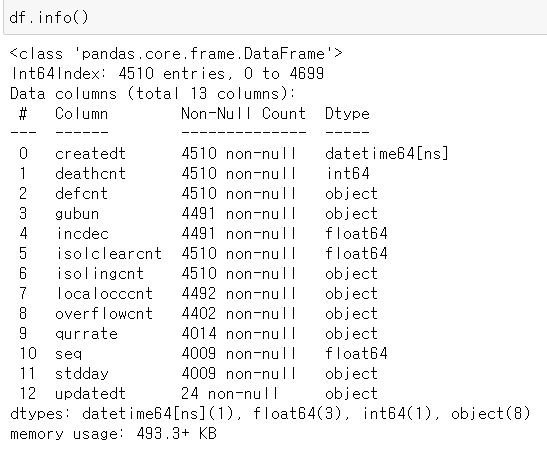 df.info()
<class 'pandas.core.frame.DataFrame'>
Int64Index: 4510 entries, 0 to 4699
Data columns (total 13 columns):
 #   Column        Non-Null Count  Dtype
---  ------        --------------  -----
 0   createdt      4510 non-null   datetime64[ns]
 1   deathcnt      4510 non-null   int64
 2   defcnt        4510 non-null   object
 3   gubun         4491 non-null   object
 4   incdec        4491 non-null   float64
 5   isolclearcnt  4510 non-null   float64
 6   isolingcnt    4510 non-null   object
 7   localocccnt   4492 non-null   object
 8   overflowcnt   4402 non-null   object
 9   qurrate       4014 non-null   object
 10  seq           4009 non-null   float64
 11  stdday        4009 non-null   object
 12  updatedt      24 non-null     object
dtypes: datetime64[ns](1), float64(3), int64(1), object(8)
memory usage: 493.3+ KB